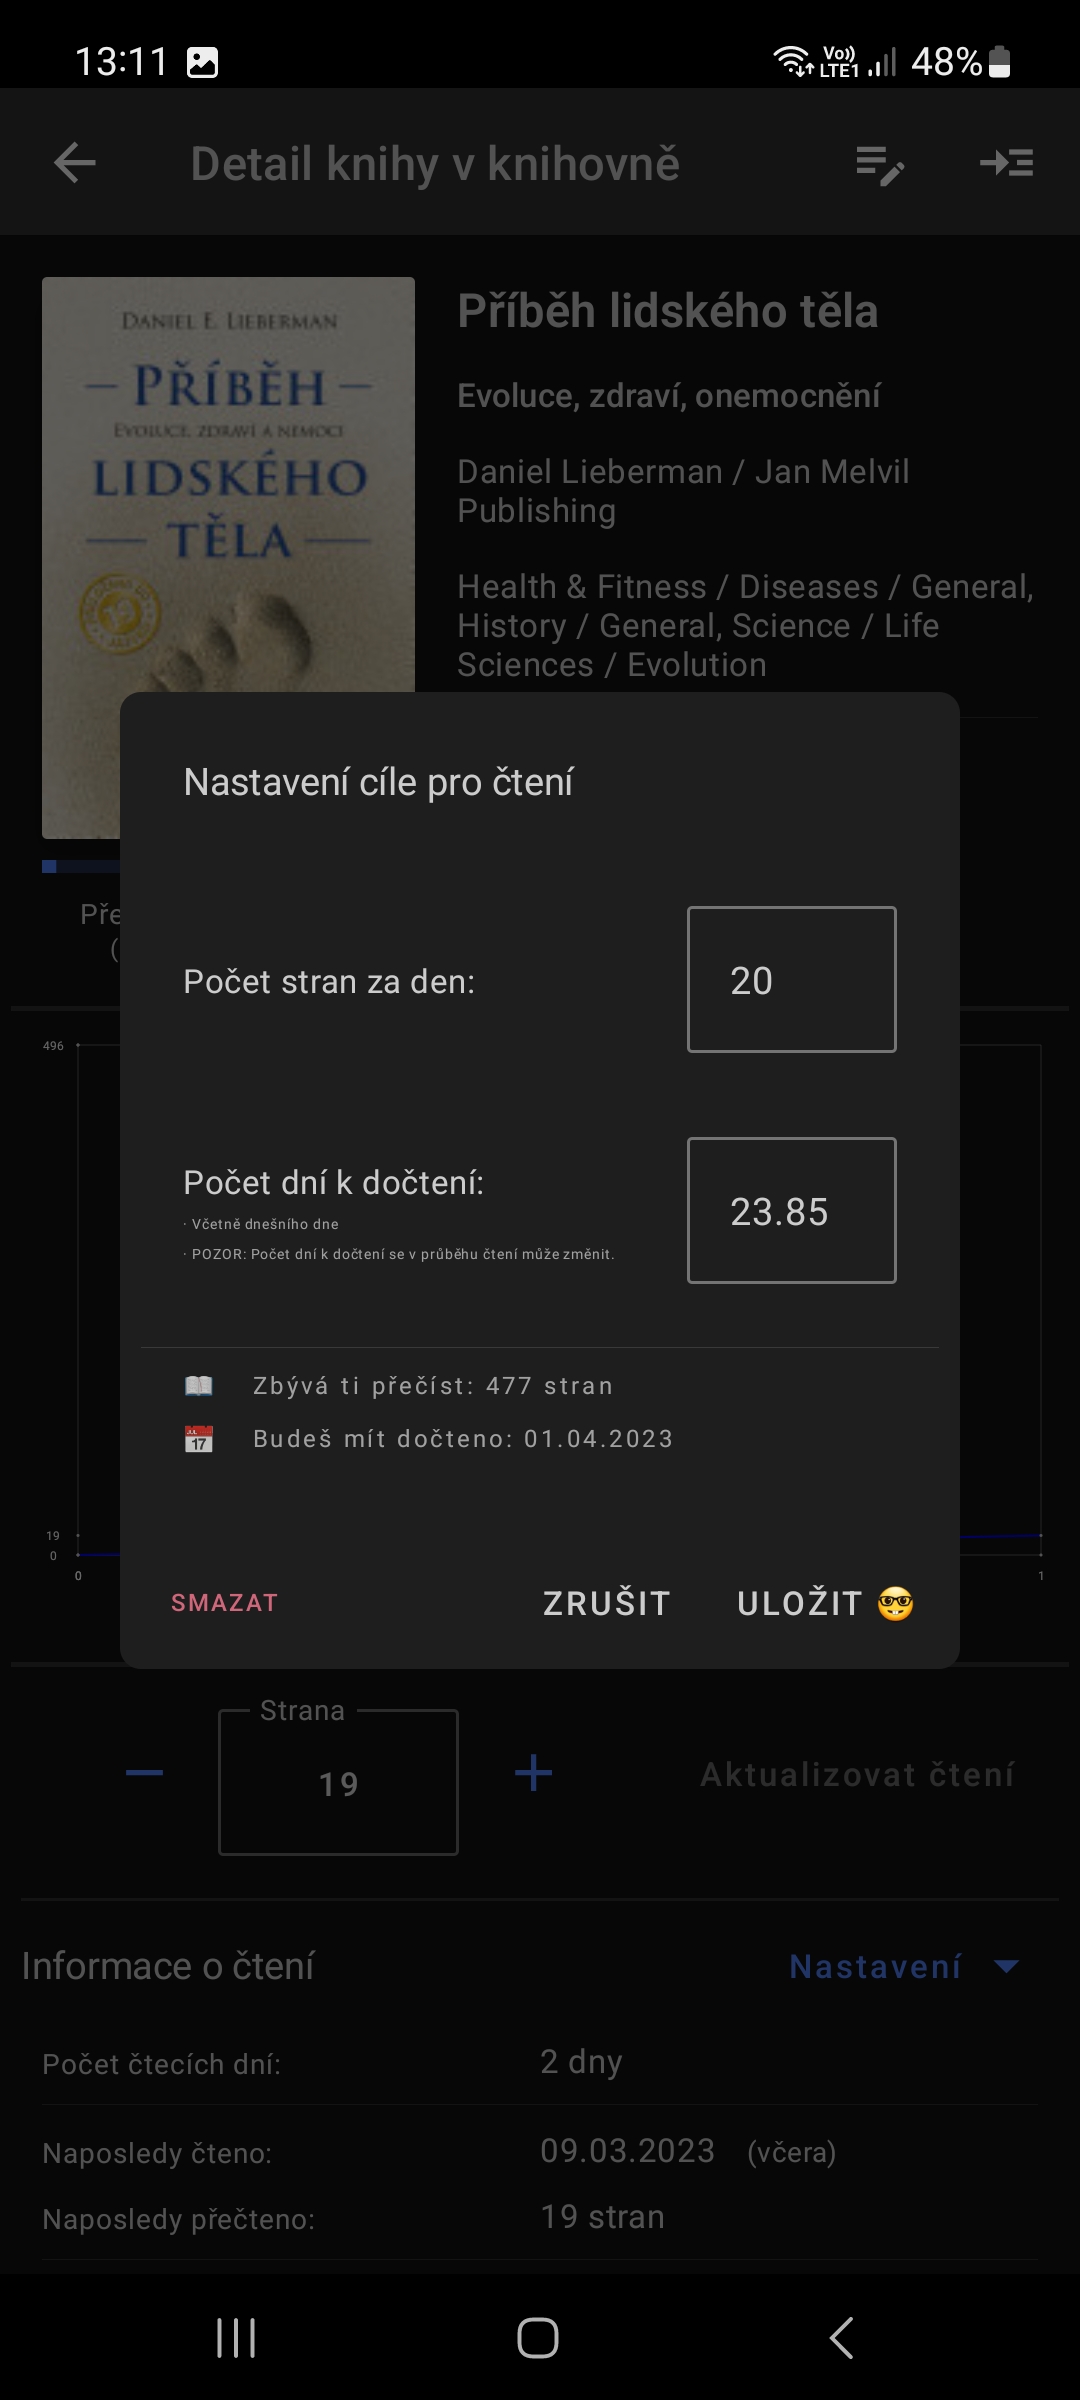 13:11
Vo))
LTE1
48%
Detail knihy v knihovně
DANIEL E. LIEBERMAN
PŘÍBĚH
EVOLUCE, ZDRAVÍ A NEMOCI
LIDSKÉHO
TĚLA
Příběh lidského těla
Evoluce, zdraví, onemocnění
Daniel Lieberman / Jan Melvil
Publishing
Health & Fitness / Diseases / General,
History / General, Science / Life
Sciences / Evolution
Nastavení cíle pro čtení
Pře
(
Počet stran za den:
20
496
Počet dní k dočtení:
23.85
· Včetně dnešního dne
· POZOR: Počet dní k dočtení se v průběhu čtení může změnit.
📖 Zbývá ti přečíst: 477 stran
📅 Budeš mít dočteno: 01.04.2023
19
0
0
1
SMAZAT
ZRUŠIT
ULOŽIT 🤓
Strana
19
Aktualizovat čtení
Informace o čtení
Nastavení
Počet čtecích dní:
2 dny
Naposledy čteno:
09.03.2023 (včera)
Naposledy přečteno:
19 stran